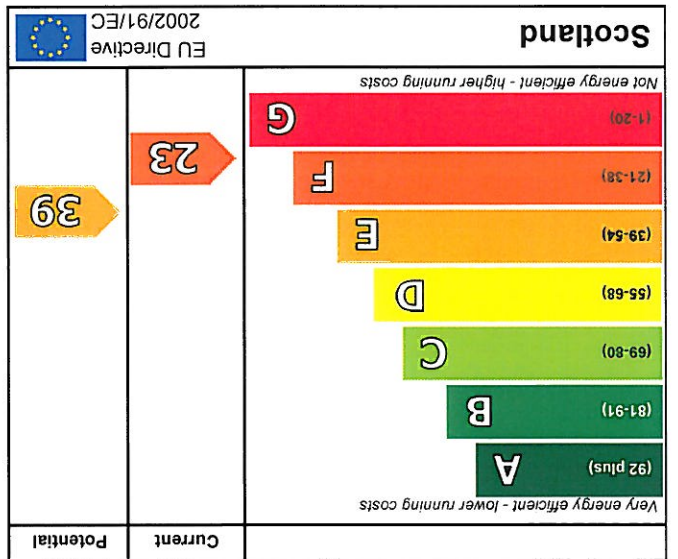 Current Potential
Very energy efficient - lower running costs
(92 plus) A
(81-91) B
(69-80) C
(55-68) D
(39-54) E
39
(21-38) F
23
(1-20) G
Not energy efficient - higher running costs
Scotland
EU Directive
2002/91/EC